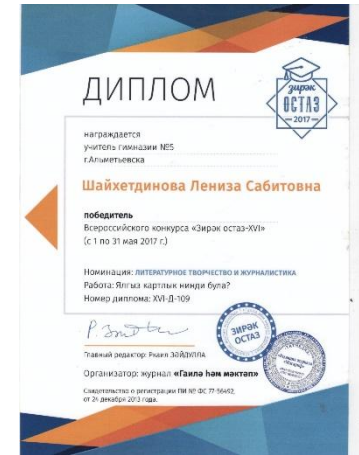 ДИПЛОМ
зирәк
ОСТАЗ
2017
награждается
учитель гимназии №5
г.Альметьевска
Шайхетдинова Лениза Сабитовна
победитель
Всероссийского конкурса «Зирәк остаз-XVI»
(с 1 по 31 мая 2017 г.)
Номинация: ЛИТЕРАТУРНОЕ ТВОРЧЕСТВО И ЖУРНАЛИСТИКА
Работа: Ялгыз картлык нинди була?
Номер диплома: XVI-Д-109
Главный редактор: Ркаил ЗӘЙДУЛЛА
ЗИРӘК
ОСТАЗ
Организатор: журнал «Гаилә һәм мәктәп»
Свидетельство о регистрации ПИ № ФС 77-56492,
от 24 декабря 2013 года.